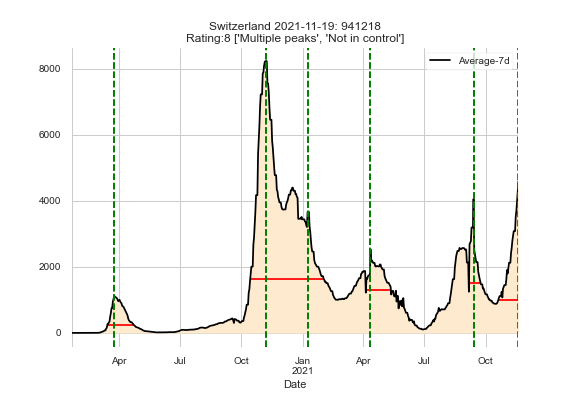 Switzerland 2021-11-19: 941218
Rating:8 ['Multiple peaks', 'Not in control']
Average-7d
8000
6000
4000
2000
0
Apr Jul Oct Jan Apr Jul Oct
2021
Date